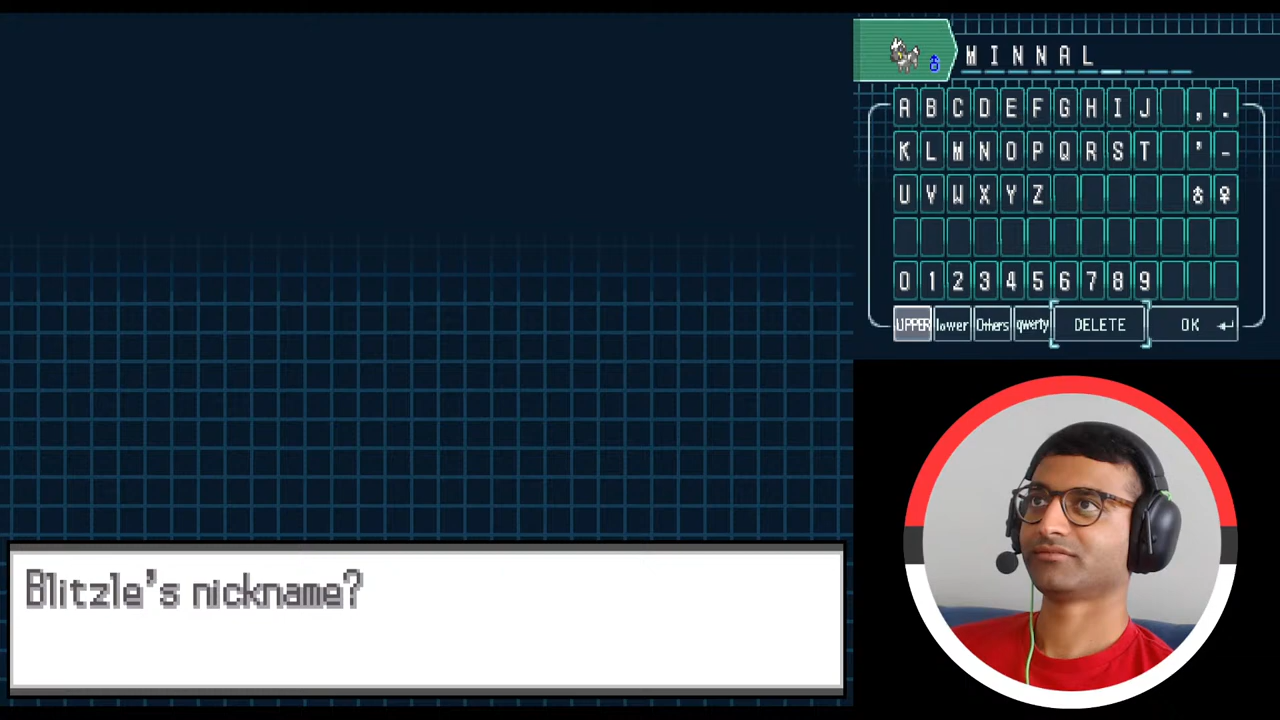 MINNAL
A B C D E F G H I J , .
K L M N O P Q R S T ' -
U V W X Y Z ♂ ♀
0 1 2 3 4 5 6 7 8 9
UPPER lower Others qwerty DELETE OK
Blitzle's nickname?